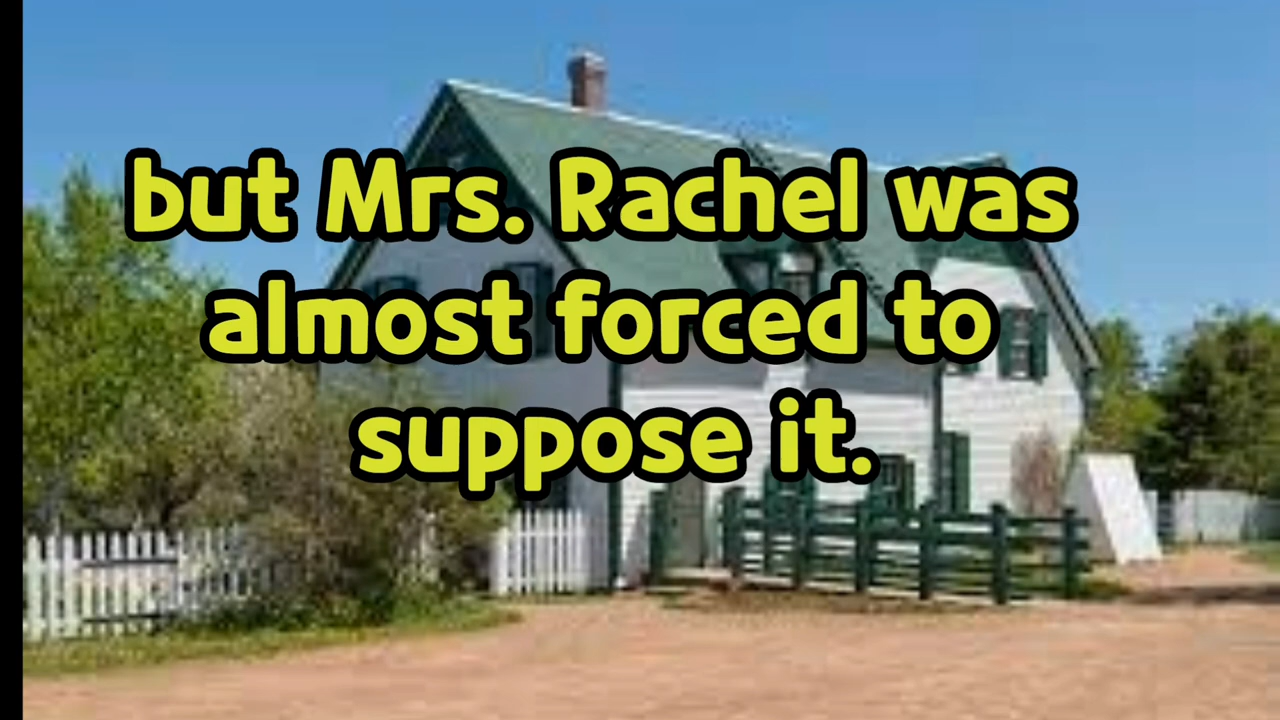 but Mrs. Rachel was
almost forced to
suppose it.